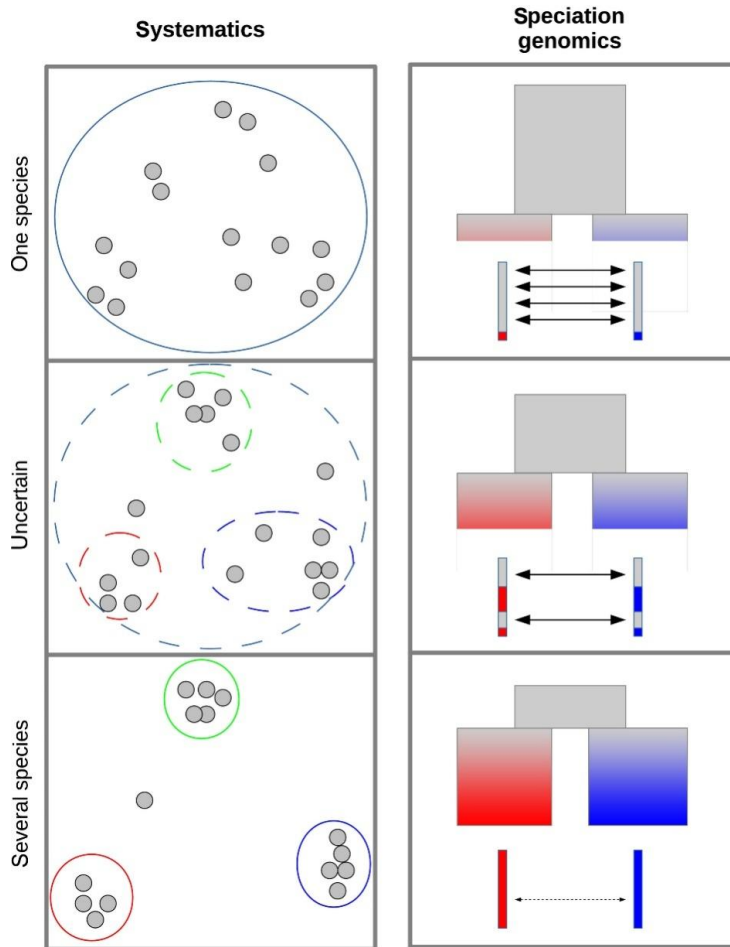 Systematics
Speciation
genomics
One species
Uncertain
Several species